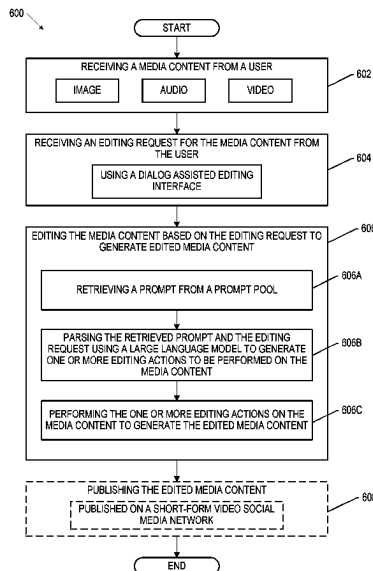 600
START
RECEIVING A MEDIA CONTENT FROM A USER
IMAGE
AUDIO
VIDEO
602
RECEIVING AN EDITING REQUEST FOR THE MEDIA CONTENT FROM
THE USER
USING A DIALOG ASSISTED EDITING
INTERFACE
604
EDITING THE MEDIA CONTENT BASED ON THE EDITING REQUEST TO
GENERATE EDITED MEDIA CONTENT
606
RETRIEVING A PROMPT FROM A PROMPT POOL
606A
PARSING THE RETRIEVED PROMPT AND THE EDITING
REQUEST USING A LARGE LANGUAGE MODEL TO GENERATE
ONE OR MORE EDITING ACTIONS TO BE PERFORMED ON THE
MEDIA CONTENT
606B
PERFORMING THE ONE OR MORE EDITING ACTIONS ON THE
MEDIA CONTENT TO GENERATE THE EDITED MEDIA CONTENT
606C
PUBLISHING THE EDITED MEDIA CONTENT
PUBLISHED ON A SHORT-FORM VIDEO SOCIAL
MEDIA NETWORK
608
END